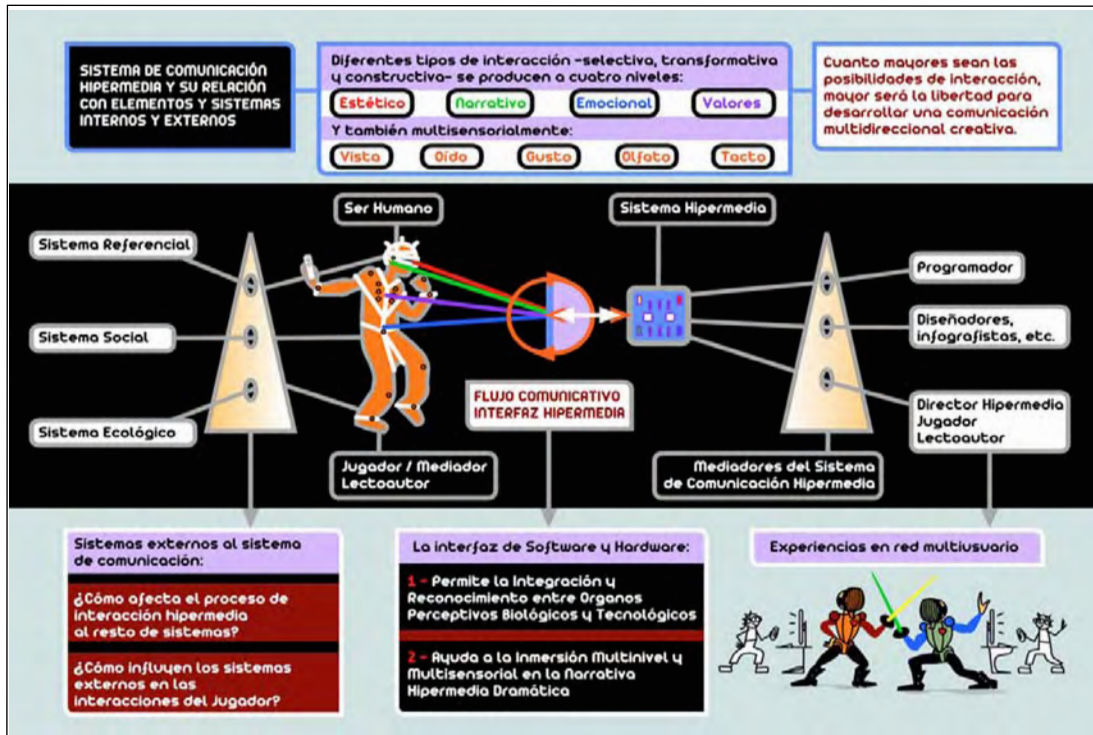 SISTEMA DE COMUNICACIÓN
HIPERMEDIA Y SU RELACIÓN
CON ELEMENTOS Y SISTEMAS
INTERNOS Y EXTERNOS
Diferentes tipos de interacción -selectiva, transformativa
y constructiva- se producen a cuatro niveles:
Estético
Narrativo
Emocional
Valores
Y también multisensorialmente:
Vista
Oído
Gusto
Olfato
Tacto
Cuanto mayores sean las
posibilidades de interacción,
mayor será la libertad para
desarrollar una comunicación
multidireccional creativa.
Ser Humano
Sistema Hipermedia
Sistema Referencial
Sistema Social
Sistema Ecológico
Programador
Diseñadores,
infografistas, etc.
Director Hipermedia
Jugador
Lectoautor
FLUJO COMUNICATIVO
INTERFAZ HIPERMEDIA
Jugador / Mediador
Lectoautor
Mediadores del Sistema
de Comunicación Hipermedia
Sistemas externos al sistema
de comunicación:
¿Cómo afecta el proceso de
interacción hipermedia
al resto de sistemas?
¿Cómo influyen los sistemas
externos en las
interacciones del Jugador?
La interfaz de Software y Hardware:
1 - Permite la Integración y
Reconocimiento entre Organos
Perceptivos Biológicos y Tecnológicos
2 - Ayuda a la Inmersión Multinivel y
Multisensorial en la Narrativa
Hipermedia Dramática
Experiencias en red multiusuario